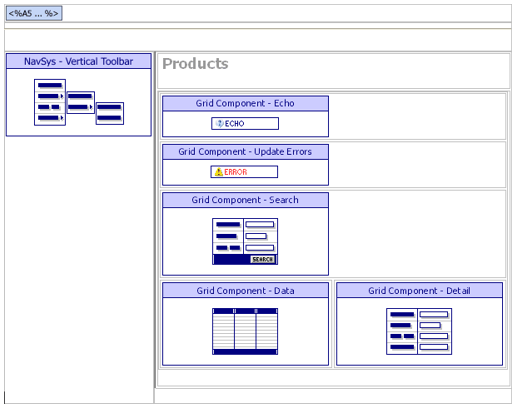 <%A5 ... %>
NavSys - Vertical Toolbar
Products
Grid Component - Echo
ECHO
Grid Component - Update Errors
ERROR
Grid Component - Search
SEARCH
Grid Component - Data
Grid Component - Detail